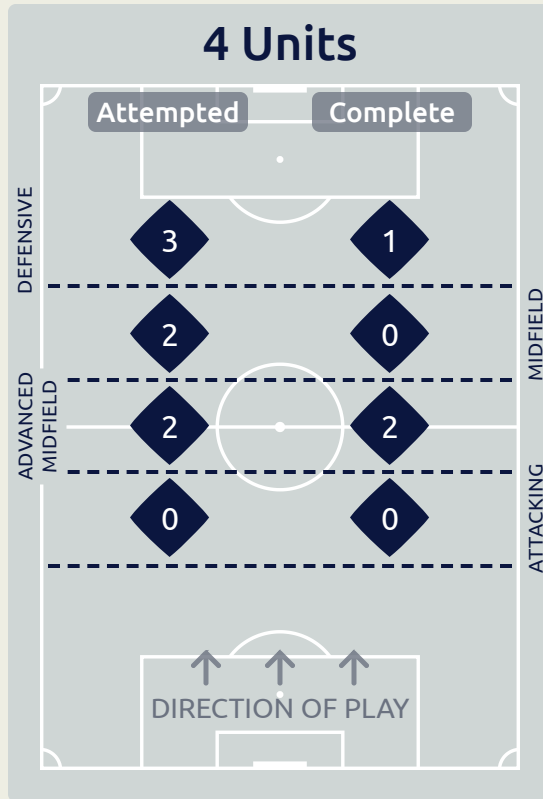 4 Units
Attempted Complete
DEFENSIVE
3 1
MIDFIELD
2 0
ADVANCED
MIDFIELD
2 2
ATTACKING
0 0
DIRECTION OF PLAY